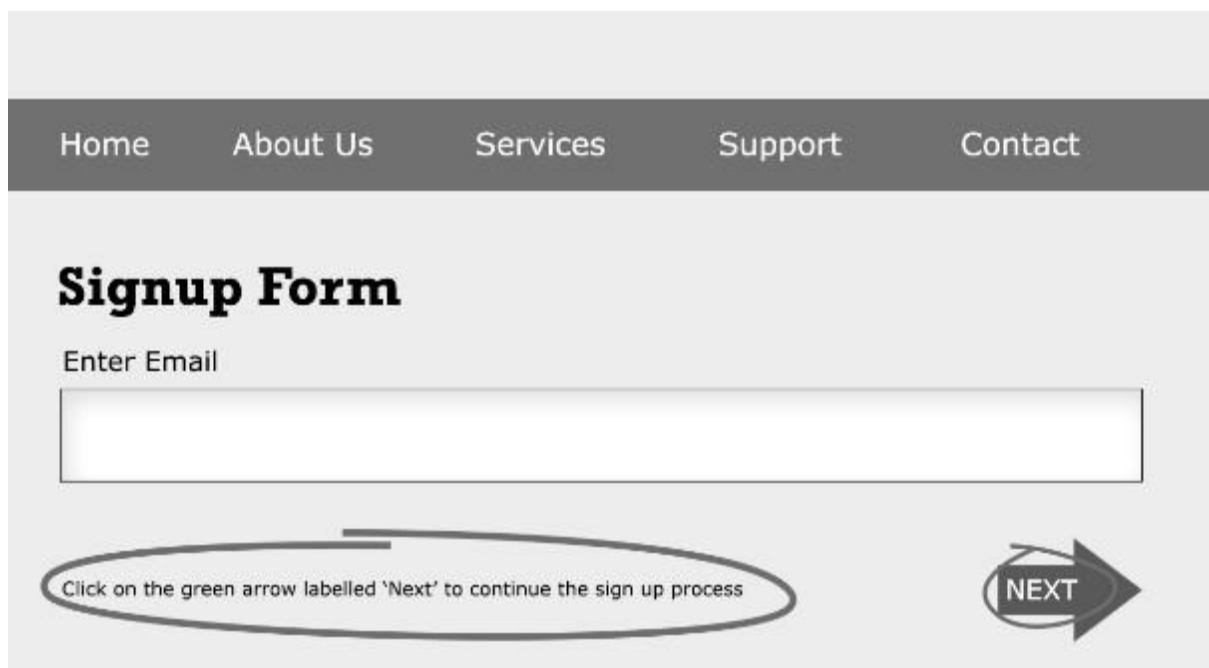 Home About Us Services Support Contact
Signup Form
Enter Email
Click on the green arrow labelled ‘Next’ to continue the sign up process
NEXT